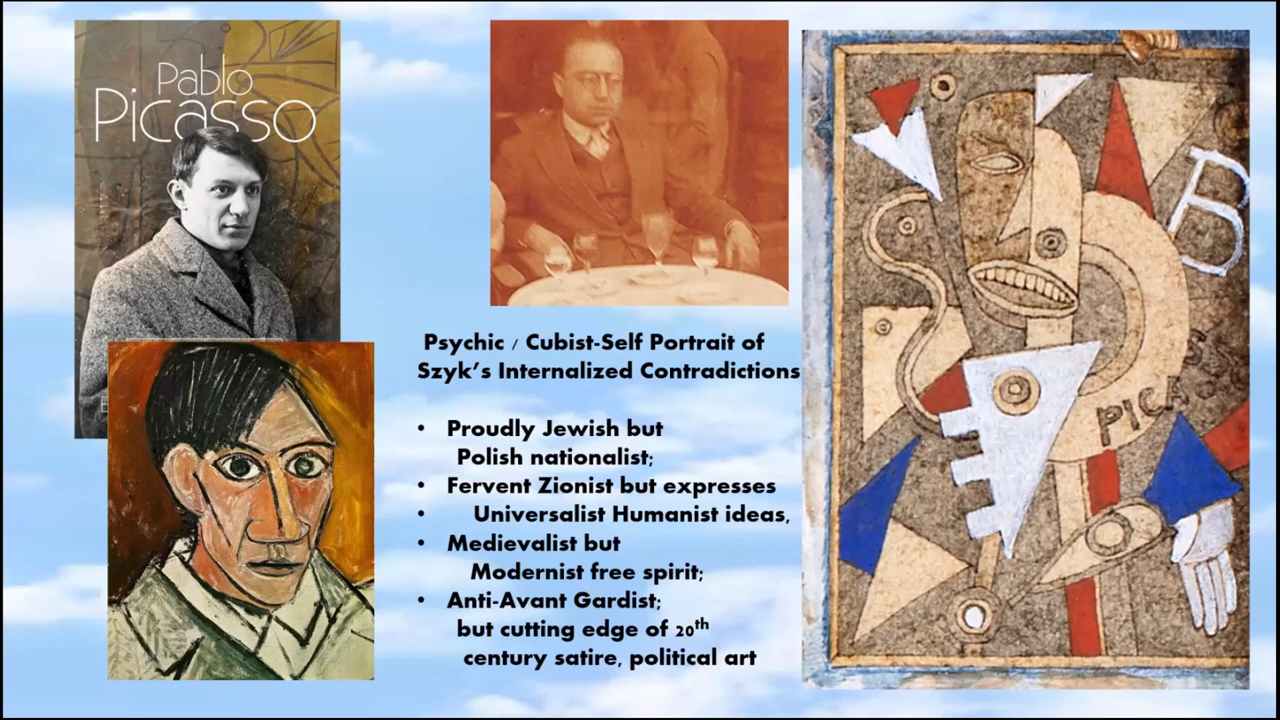 Pablo
Picasso
Psychic / Cubist-Self Portrait of
Szyk's Internalized Contradictions
• Proudly Jewish but
Polish nationalist;
• Fervent Zionist but expresses
• Universalist Humanist ideas,
• Medievalist but
Modernist free spirit;
• Anti-Avant Gardist;
but cutting edge of 20th
century satire, political art
B
PICASS